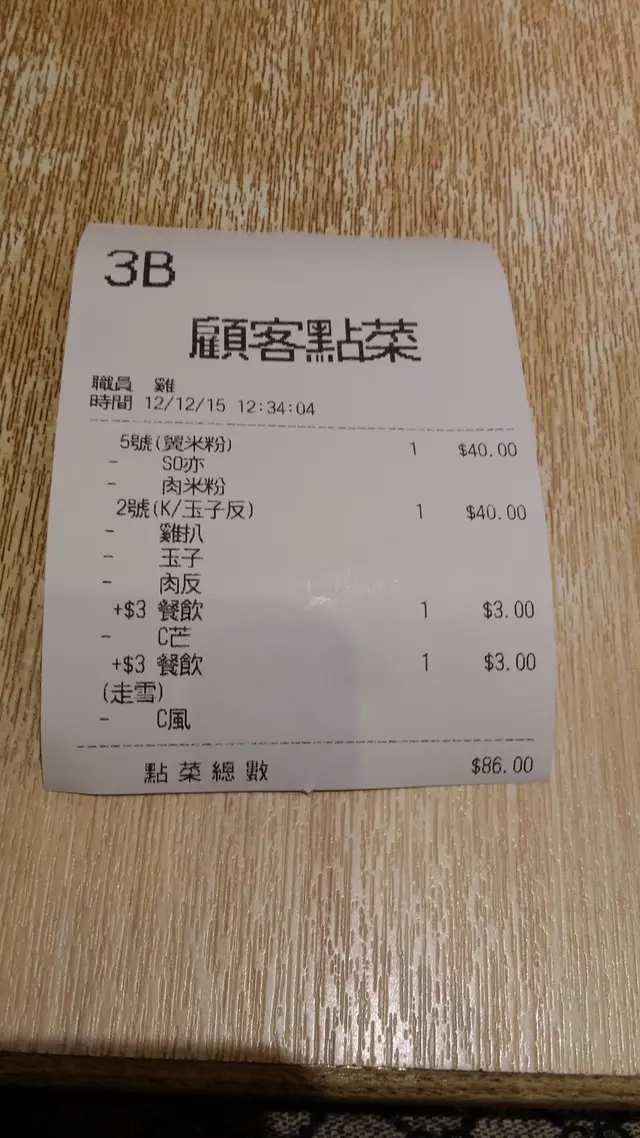 3B
顧客點菜
職員 雞
時間 12/12/15 12:34:04
5號(翼米粉) 1 $40.00
- SO亦
- 肉米粉
2號(K/玉子反) 1 $40.00
- 雞扒
- 玉子
- 肉反
+$3 餐飲 1 $3.00
- C芒
+$3 餐飲 1 $3.00
(走雪)
- C風
點菜總數 $86.00